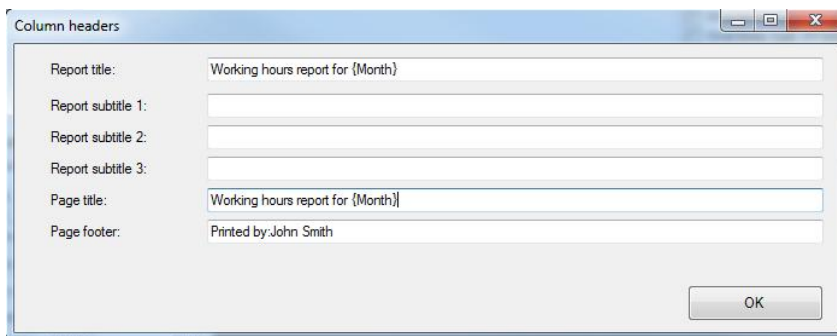 Column headers
Report title: Working hours report for {Month}
Report subtitle 1:
Report subtitle 2:
Report subtitle 3:
Page title: Working hours report for {Month}
Page footer: Printed by:John Smith
OK